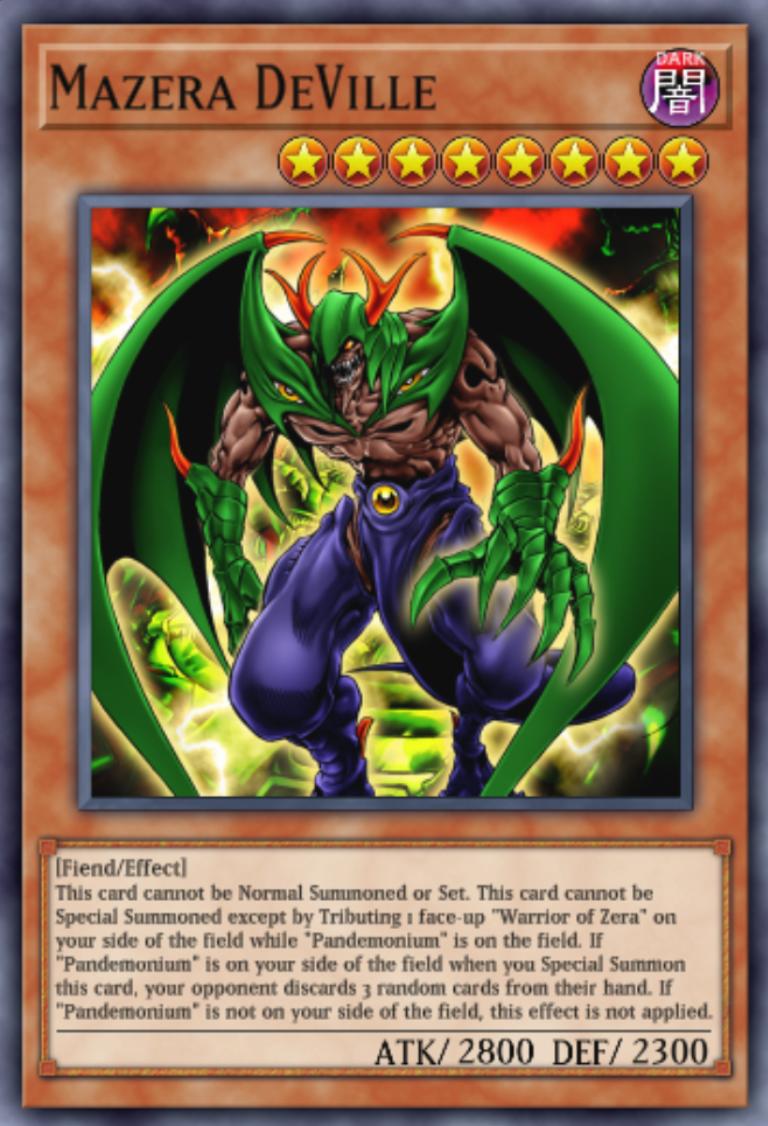 Mazera DeVille
DARK
闇
[Fiend/Effect]
This card cannot be Normal Summoned or Set. This card cannot be
Special Summoned except by Tributing 1 face-up "Warrior of Zera" on
your side of the field while "Pandemonium" is on the field. If
"Pandemonium" is on your side of the field when you Special Summon
this card, your opponent discards 3 random cards from their hand. If
"Pandemonium" is not on your side of the field, this effect is not applied.
ATK/ 2800 DEF/ 2300